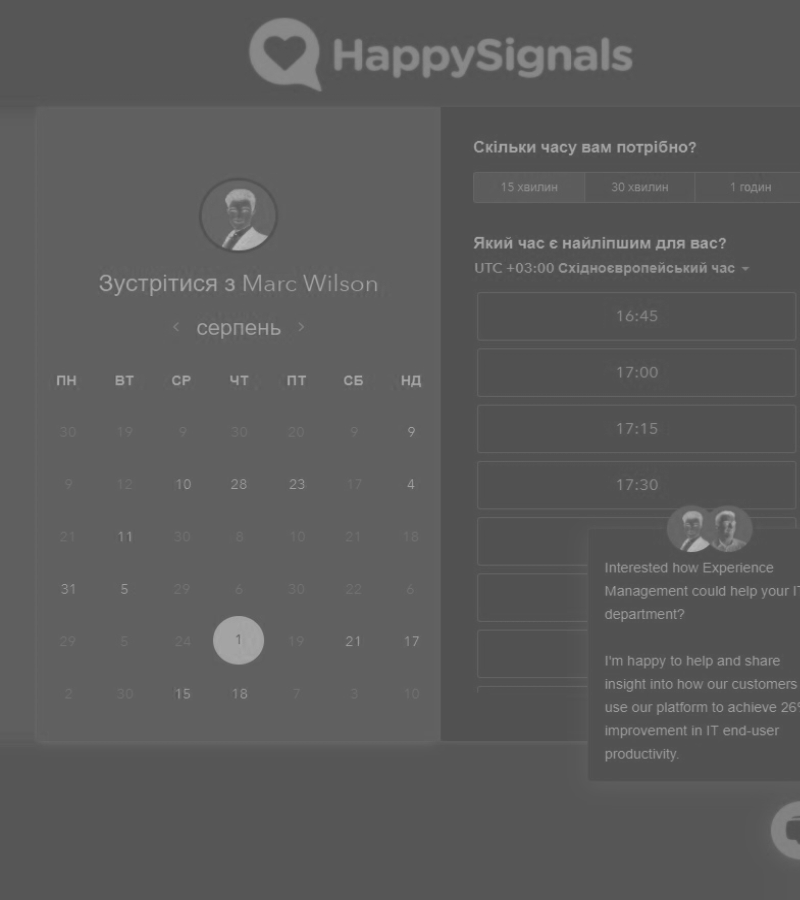 HappySignals
Зустрітися з Marc Wilson
серпень
ПН ВТ СР ЧТ ПТ СБ НД
30 19 9 30 20 9 9
9 12 10 28 23 17 4
21 11 30 8 10 21 18
31 5 29 6 30 22 6
29 5 24 1 19 21 17
2 30 15 18 7 3 10
Скільки часу вам потрібно?
15 хвилин 30 хвилин 1 годин
Який час є найліпшим для вас?
UTC +03:00 Східноєвропейський час
16:45
17:00
17:15
17:30
Interested how Experience
Management could help your IT
department?
I'm happy to help and share
insight into how our customers
use our platform to achieve 26%
improvement in IT end-user
productivity.